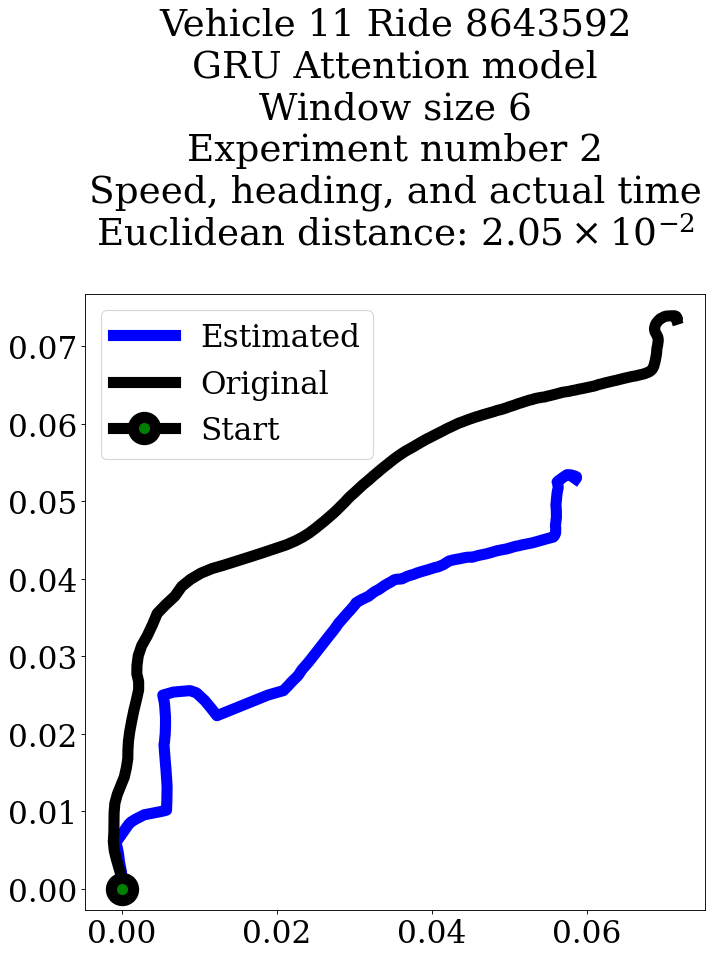 Vehicle 11 Ride 8643592
GRU Attention model
Window size 6
Experiment number 2
Speed, heading, and actual time
Euclidean distance: 2.05 × 10⁻²
Estimated
Original
Start
0.07
0.06
0.05
0.04
0.03
0.02
0.01
0.00
0.00 0.02 0.04 0.06